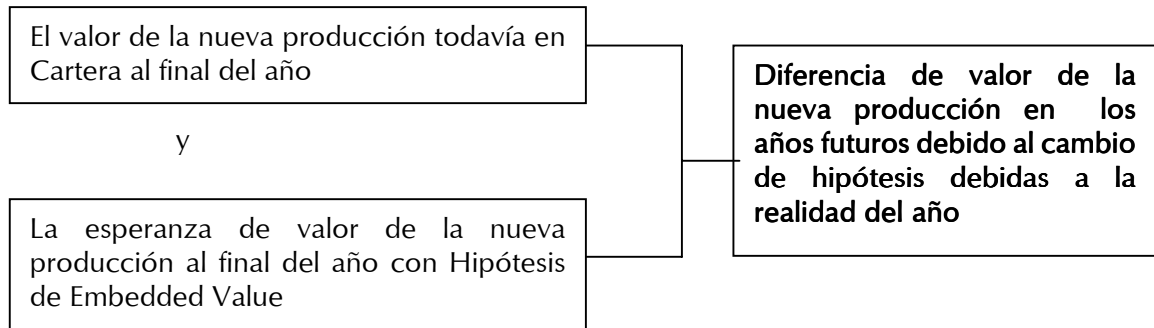 El valor de la nueva producción todavía en
Cartera al final del año
y
La esperanza de valor de la nueva
producción al final del año con Hipótesis
de Embedded Value
Diferencia de valor de la
nueva producción en los
años futuros debido al cambio
de hipótesis debidas a la
realidad del año